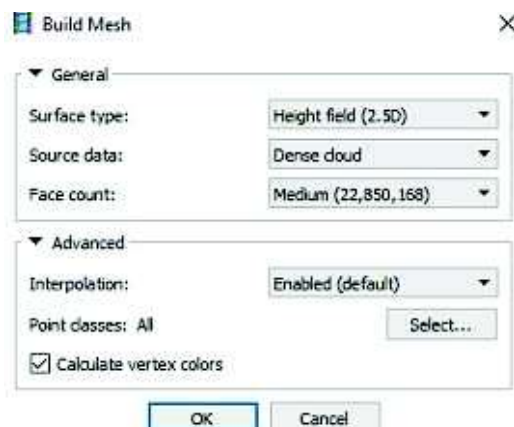 Build Mesh
General
Surface type: Height field (2.5D)
Source data: Dense cloud
Face count: Medium (22,850,168)
Advanced
Interpolation: Enabled (default)
Point classes: All Select...
Calculate vertex colors
OK Cancel